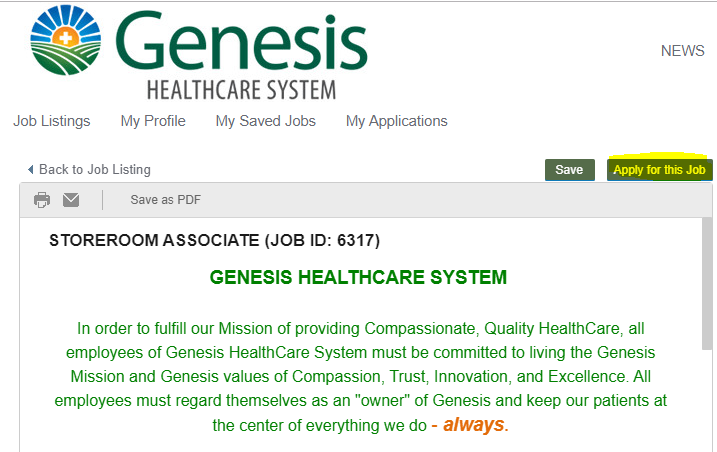 Genesis
HEALTHCARE SYSTEM
NEWS
Job Listings My Profile My Saved Jobs My Applications
Back to Job Listing Save Apply for this Job
Save as PDF
STOREROOM ASSOCIATE (JOB ID: 6317)
GENESIS HEALTHCARE SYSTEM
In order to fulfill our Mission of providing Compassionate, Quality HealthCare, all
employees of Genesis HealthCare System must be committed to living the Genesis
Mission and Genesis values of Compassion, Trust, Innovation, and Excellence. All
employees must regard themselves as an "owner" of Genesis and keep our patients at
the center of everything we do - always.